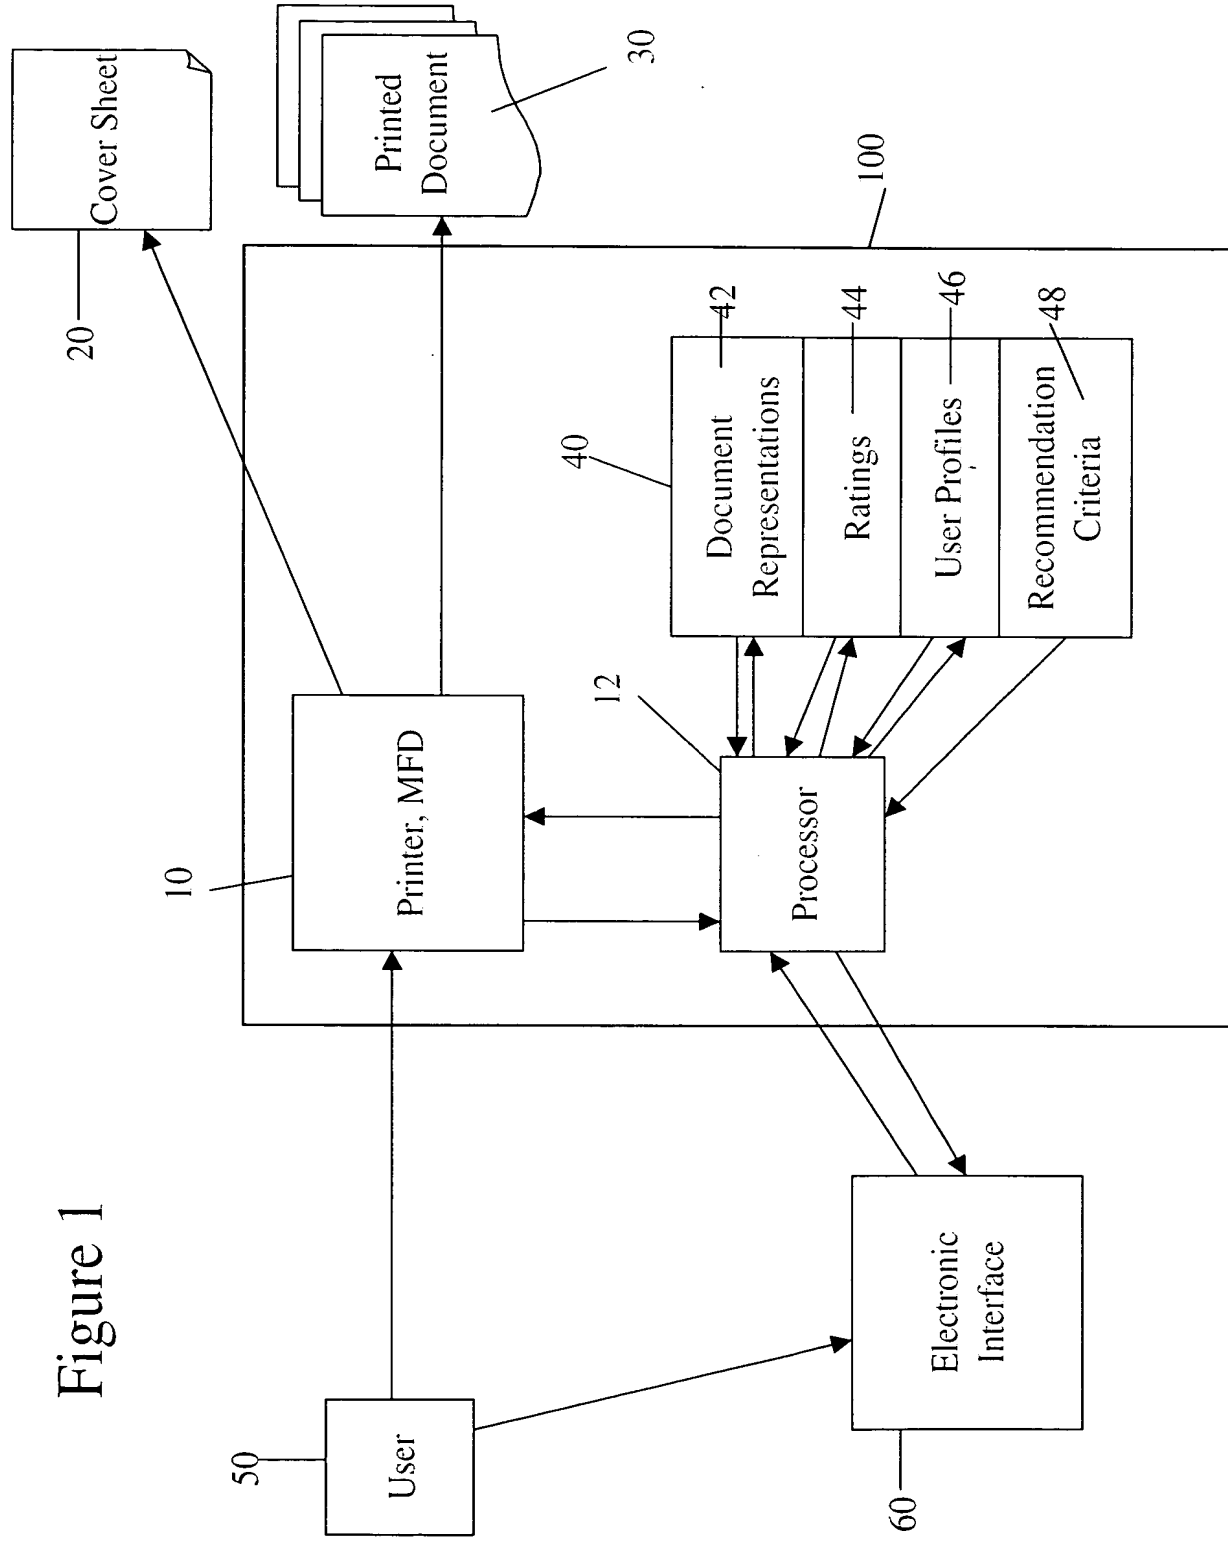 Figure 1
50
User
60
Electronic
Interface
10
Printer, MFD
12
Processor
40
Document
Representations
42
Ratings
44
User Profiles
46
Recommendation
Criteria
48
100
20
Cover Sheet
Printed
Document
30